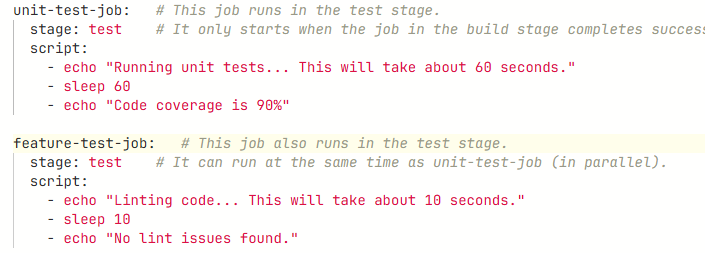 unit-test-job:   # This job runs in the test stage.
  stage: test    # It only starts when the job in the build stage completes
  script:
    - echo "Running unit tests... This will take about 60 seconds."
    - sleep 60
    - echo "Code coverage is 90%"
feature-test-job:   # This job also runs in the test stage.
  stage: test    # It can run at the same time as unit-test-job (in parallel).
  script:
    - echo "Linting code... This will take about 10 seconds."
    - sleep 10
    - echo "No lint issues found."